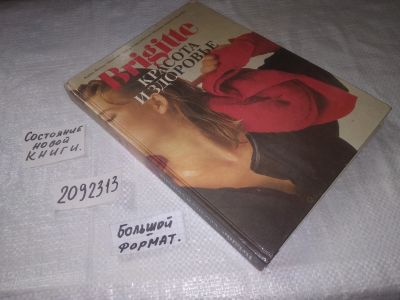 Brigitte
КРАСОТА
И ЗДОРОВЬЕ
Состояние
новой
книги.
2092313
большой
формат.